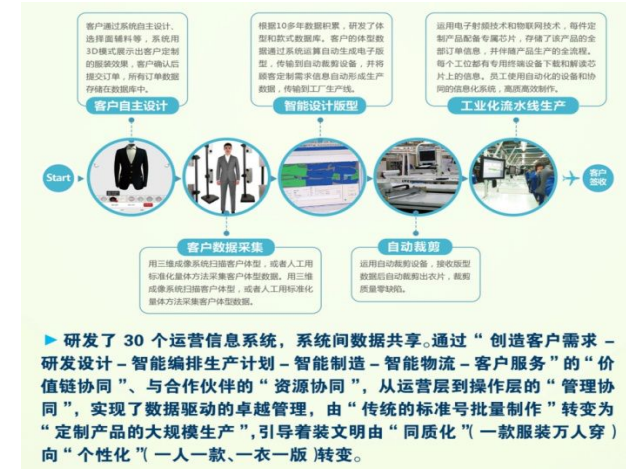 客户通过系统自主设计、
选择面辅料等，系统用
3D模式展示出客户定制
的服装效果，客户确认后
提交订单，所有订单数据
存储在数据库中。
客户自主设计
根据10多年数据积累，研发了体
型和款式数据库。客户的体型数
据通过系统运算自动生成电子版
型，传输到自动裁剪设备，并将
顾客定制需求信息自动形成生产
数据，传输到工厂生产线。
智能设计版型
运用电子射频技术和物联网技术，每件定
制产品配备专属芯片，存储了该产品的全
部订单信息，并伴随产品生产的全流程。
每个工位都有专用终端设备下载和解读芯
片上的信息。员工使用自动化的设备和协
同的信息化系统，高质高效制作。
工业化流水线生产
Start
客户
签收
客户数据采集
用三维成像系统扫描客户体型，或者人工用
标准化量体方法采集客户体型数据。用三维
成像系统扫描客户体型，或者人工用标准化
量体方法采集客户体型数据。
自动裁剪
运用自动裁剪设备，接收版型
数据后自动裁剪出衣片，裁剪
质量零缺陷。
研发了 30 个运营信息系统，系统间数据共享。通过“创造客户需求–
研发设计–智能编排生产计划–智能制造–智能物流–客户服务”的“价
值链协同”、与合作伙伴的“资源协同”，从运营层到操作层的“管理协
同”，实现了数据驱动的卓越管理，由“传统的标准号批量制作”转变为
“定制产品的大规模生产”,引导着装文明由“同质化”(一款服装万人穿)
向“个性化”(一人一款、一衣一版)转变。